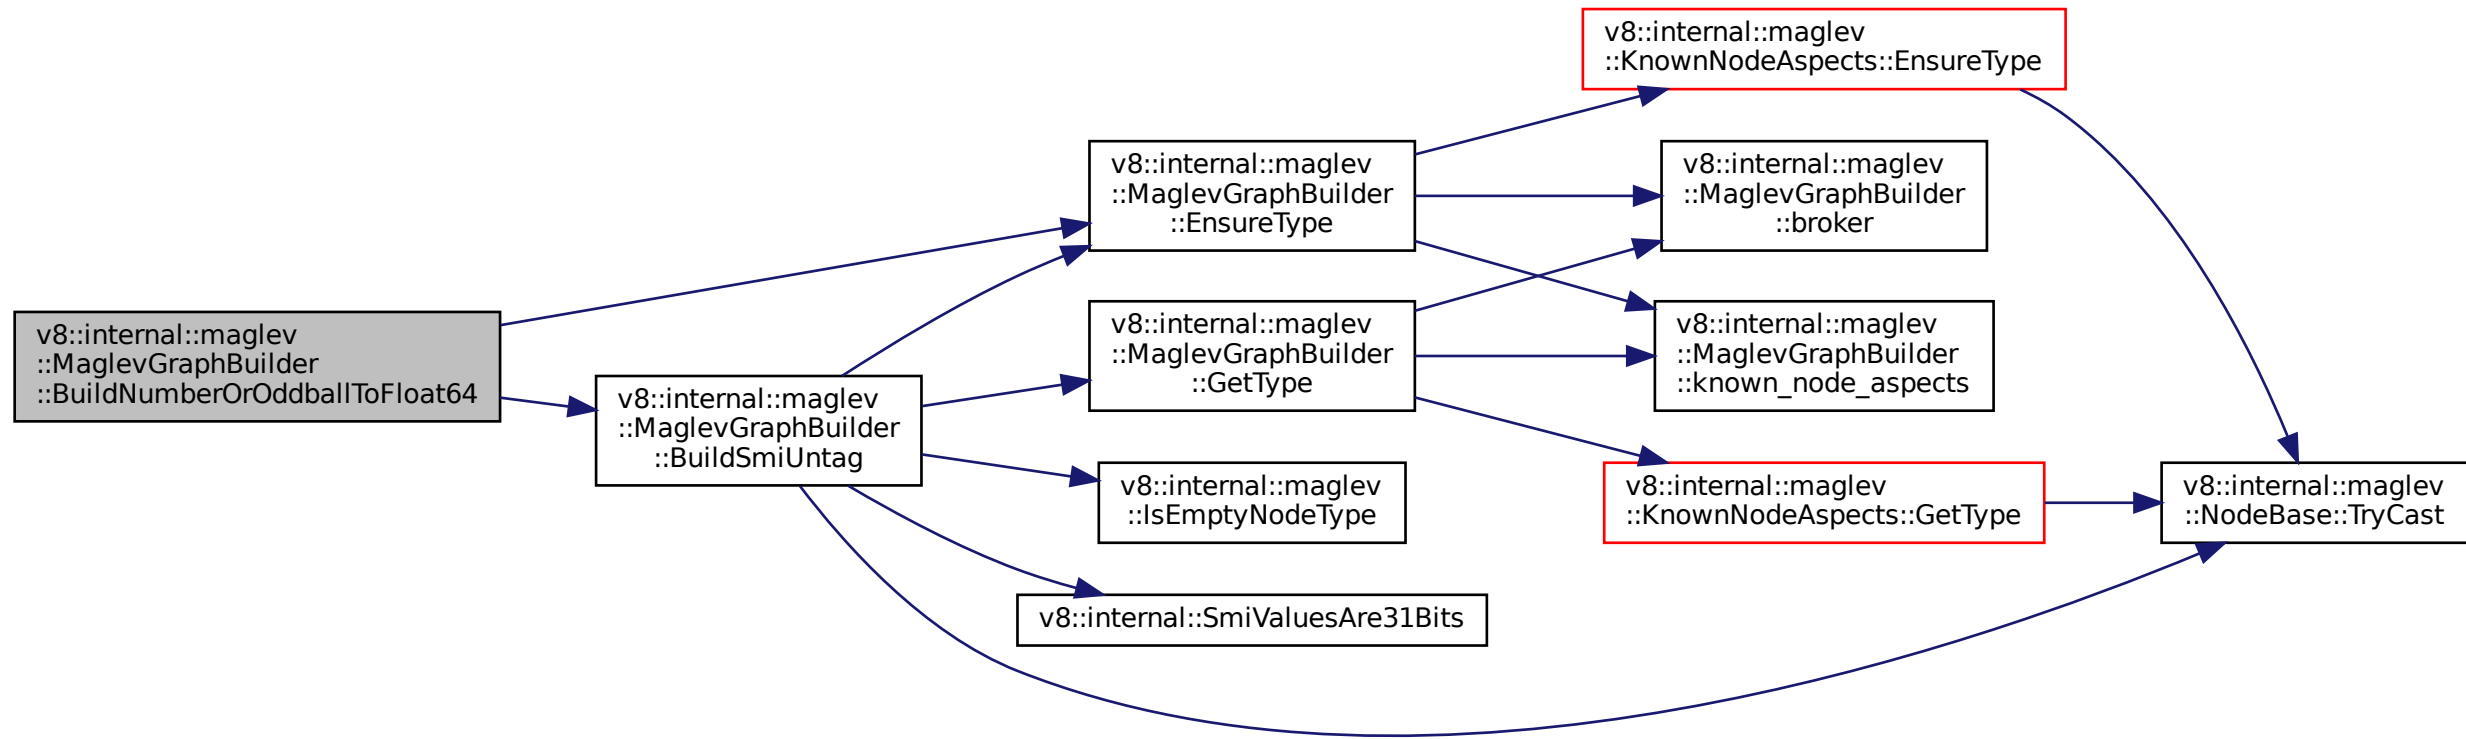 v8::internal::maglev
::MaglevGraphBuilder
::BuildNumberOrOddballToFloat64
v8::internal::maglev
::MaglevGraphBuilder
::BuildSmiUntag
v8::internal::maglev
::MaglevGraphBuilder
::EnsureType
v8::internal::maglev
::MaglevGraphBuilder
::GetType
v8::internal::maglev
::IsEmptyNodeType
v8::internal::SmiValuesAre31Bits
v8::internal::maglev
::KnownNodeAspects::EnsureType
v8::internal::maglev
::MaglevGraphBuilder
::broker
v8::internal::maglev
::MaglevGraphBuilder
::known_node_aspects
v8::internal::maglev
::KnownNodeAspects::GetType
v8::internal::maglev
::NodeBase::TryCast